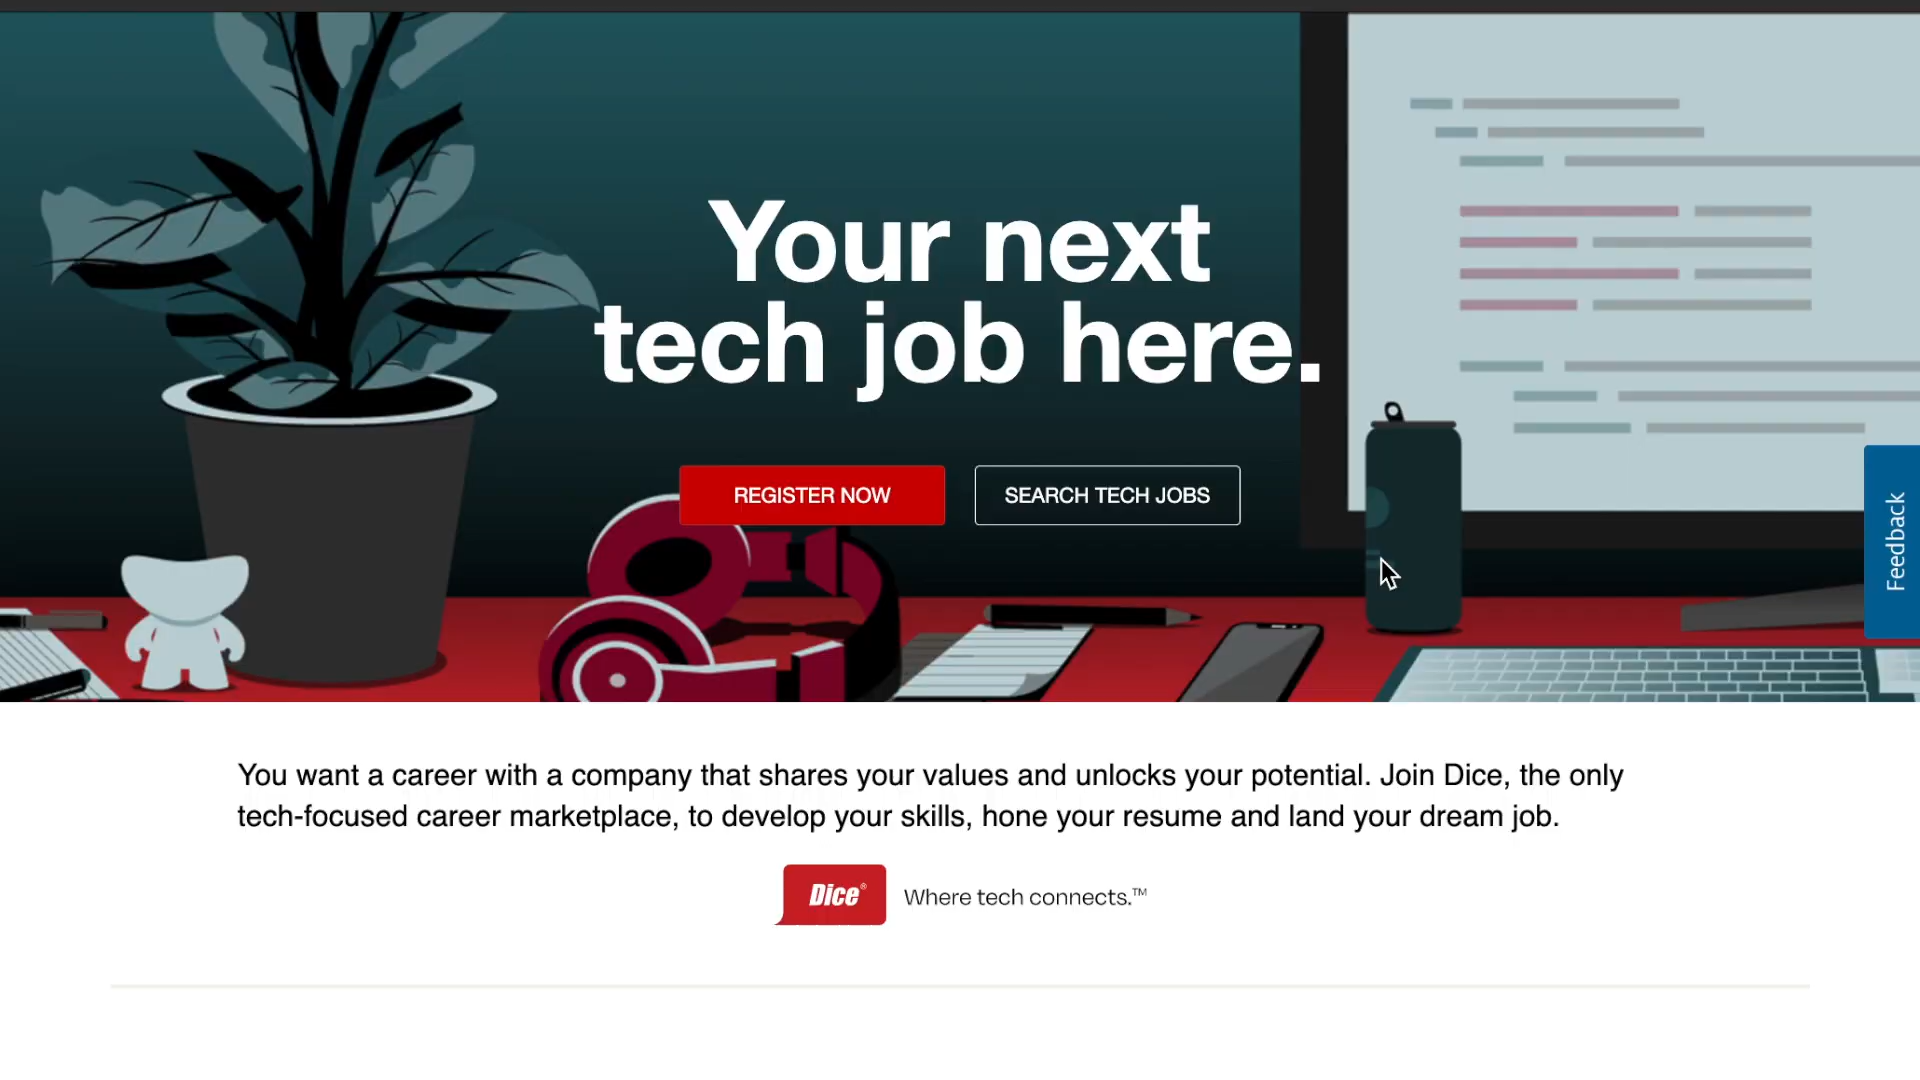 Your next
tech job here.
REGISTER NOW
SEARCH TECH JOBS
Feedback
You want a career with a company that shares your values and unlocks your potential. Join Dice, the only
tech-focused career marketplace, to develop your skills, hone your resume and land your dream job.
Dice®
Where tech connects.™